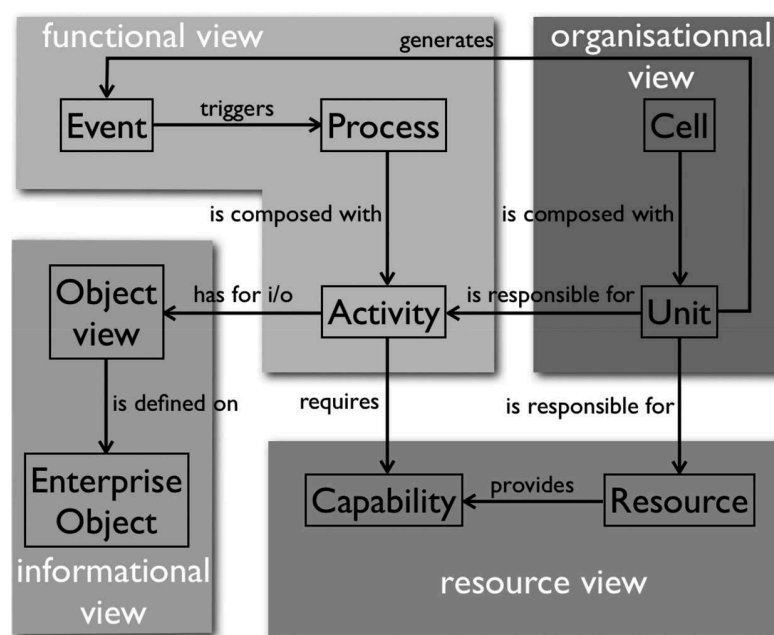 functional view
generates
organisationnal
view
Event
triggers
Process
Cell
is composed with
is composed with
Object
view
has for i/o
Activity
is responsible for
Unit
is defined on
requires
is responsible for
Enterprise
Object
Capability
provides
Resource
informational
view
resource view